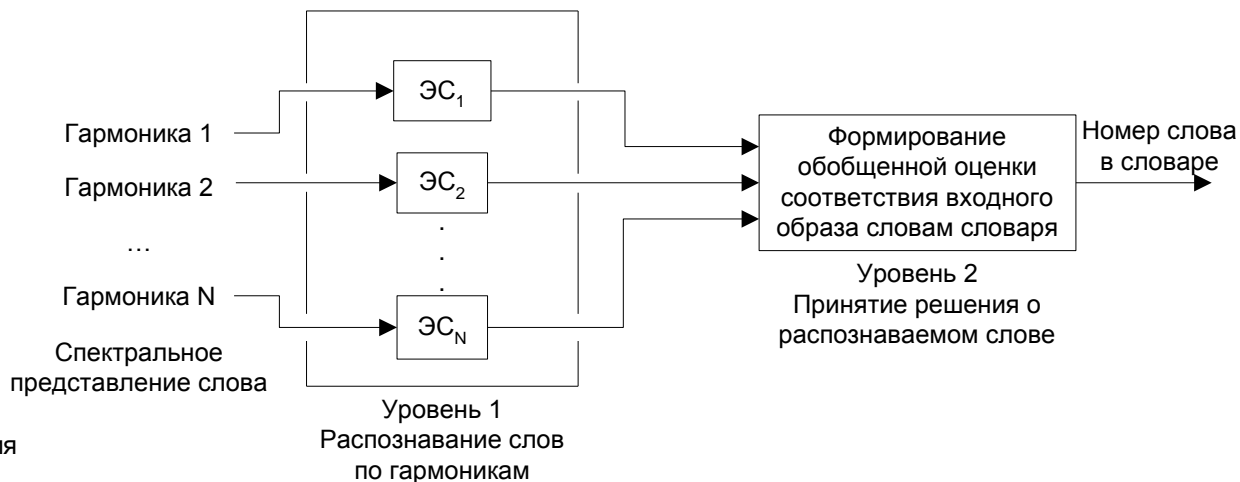 Гармоника 1
Гармоника 2
…
Гармоника N
Спектральное
представление слова
ЭС1
ЭС2
.
.
.
ЭСN
Уровень 1
Распознавание слов
по гармоникам
Формирование
обобщенной оценки
соответствия входного
образа словам словаря
Уровень 2
Принятие решения о
распознаваемом слове
Номер слова
в словаре